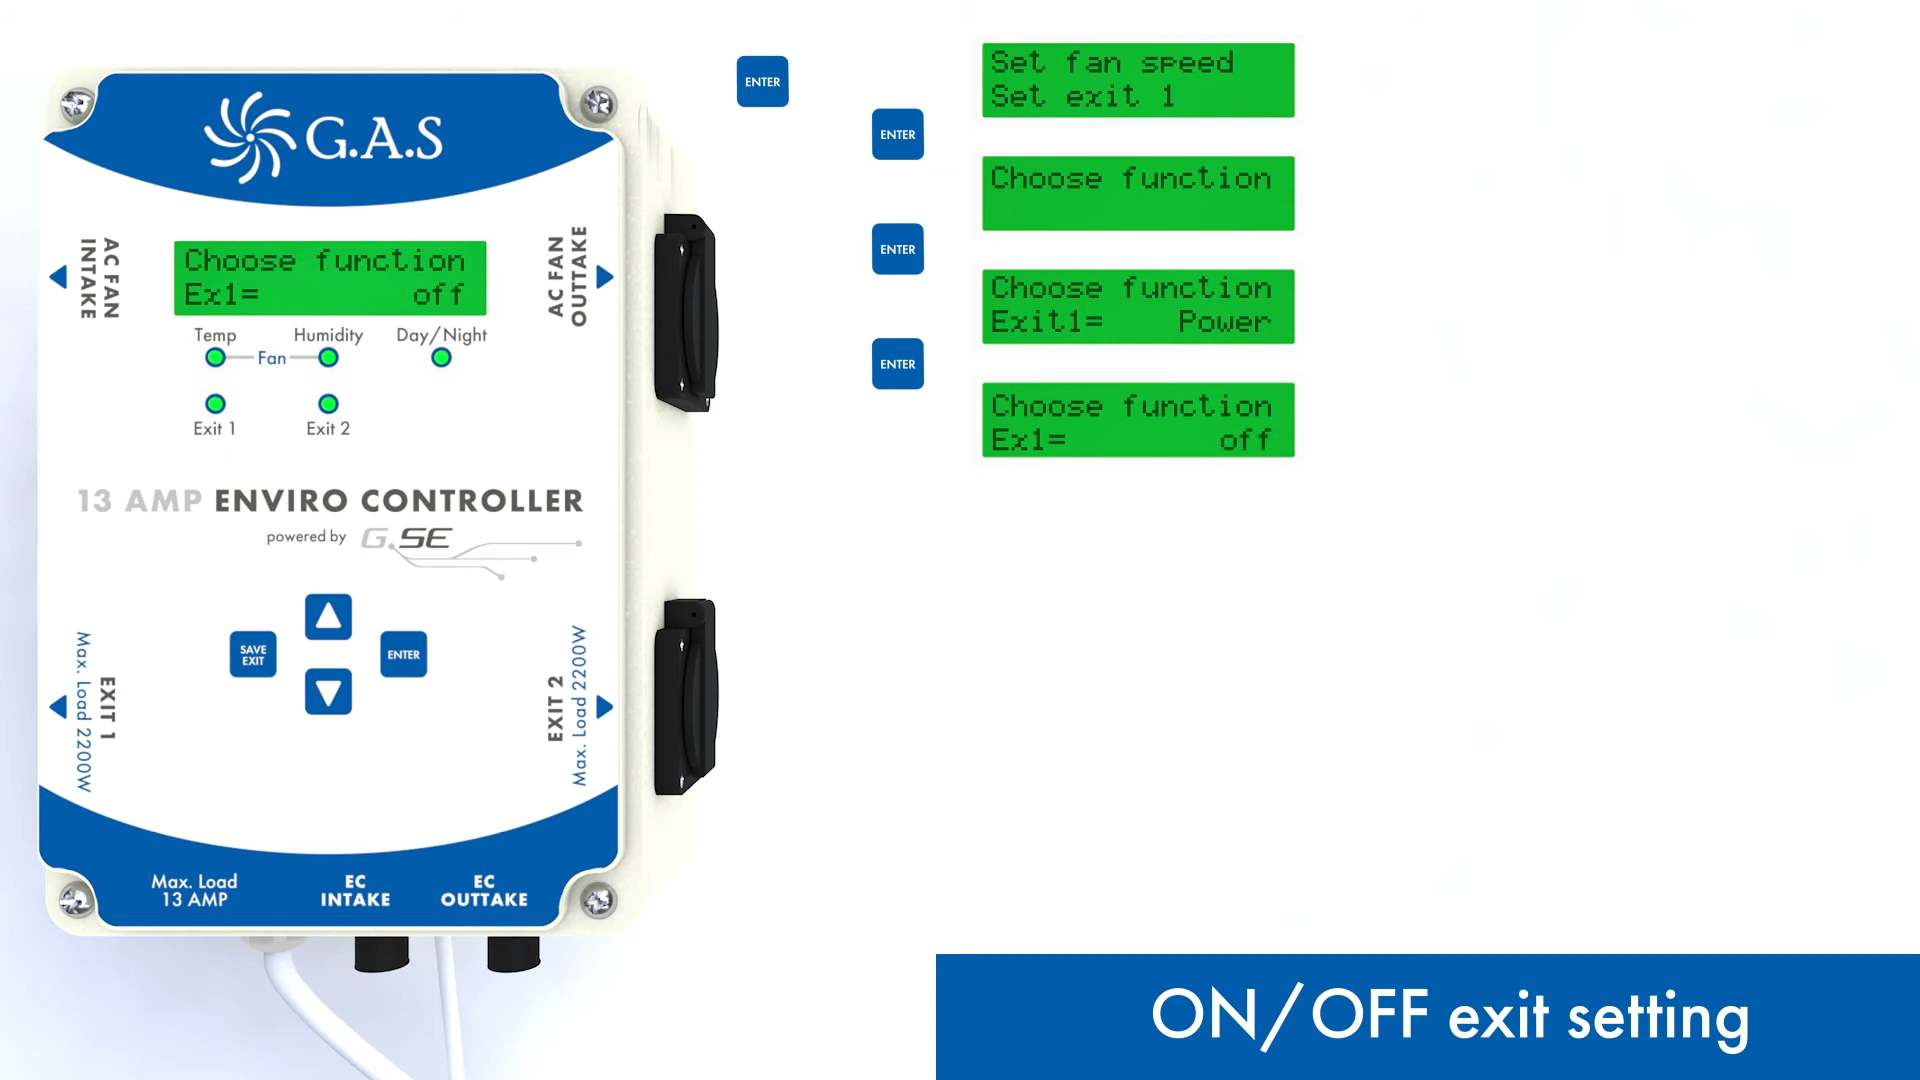 G.A.S
AC FAN
INTAKE
Choose function
Ex1= off
AC FAN
OUTTAKE
Temp
Humidity
Day/Night
Fan
Exit 1
Exit 2
13 AMP ENVIRO CONTROLLER
powered by G.SE
SAVE
EXIT
ENTER
EXIT 1
Max. Load 2200W
EXIT 2
Max. Load 2200W
Max. Load
13 AMP
EC
INTAKE
EC
OUTTAKE
ENTER
Set fan speed
Set exit 1
ENTER
Choose function
ENTER
Choose function
Exit1= Power
ENTER
Choose function
Ex1= off
ON/OFF exit setting